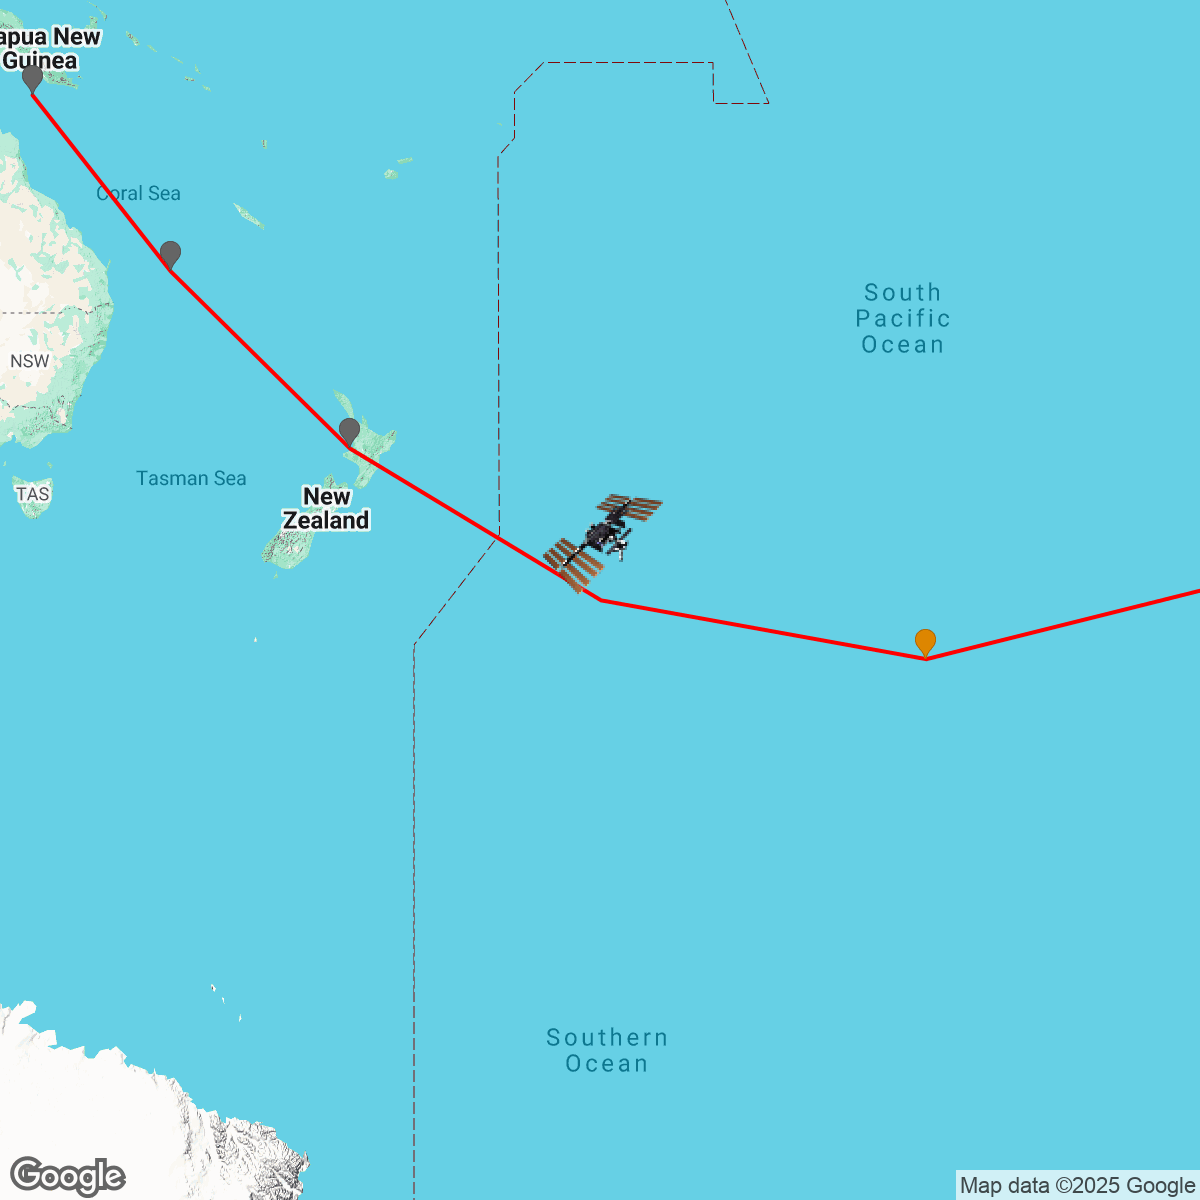 apua New
Guinea
Coral Sea
South
Pacific
Ocean
NSW
Tasman Sea
TAS
New
Zealand
Southern
Ocean
Google
Map data ©2025 Google